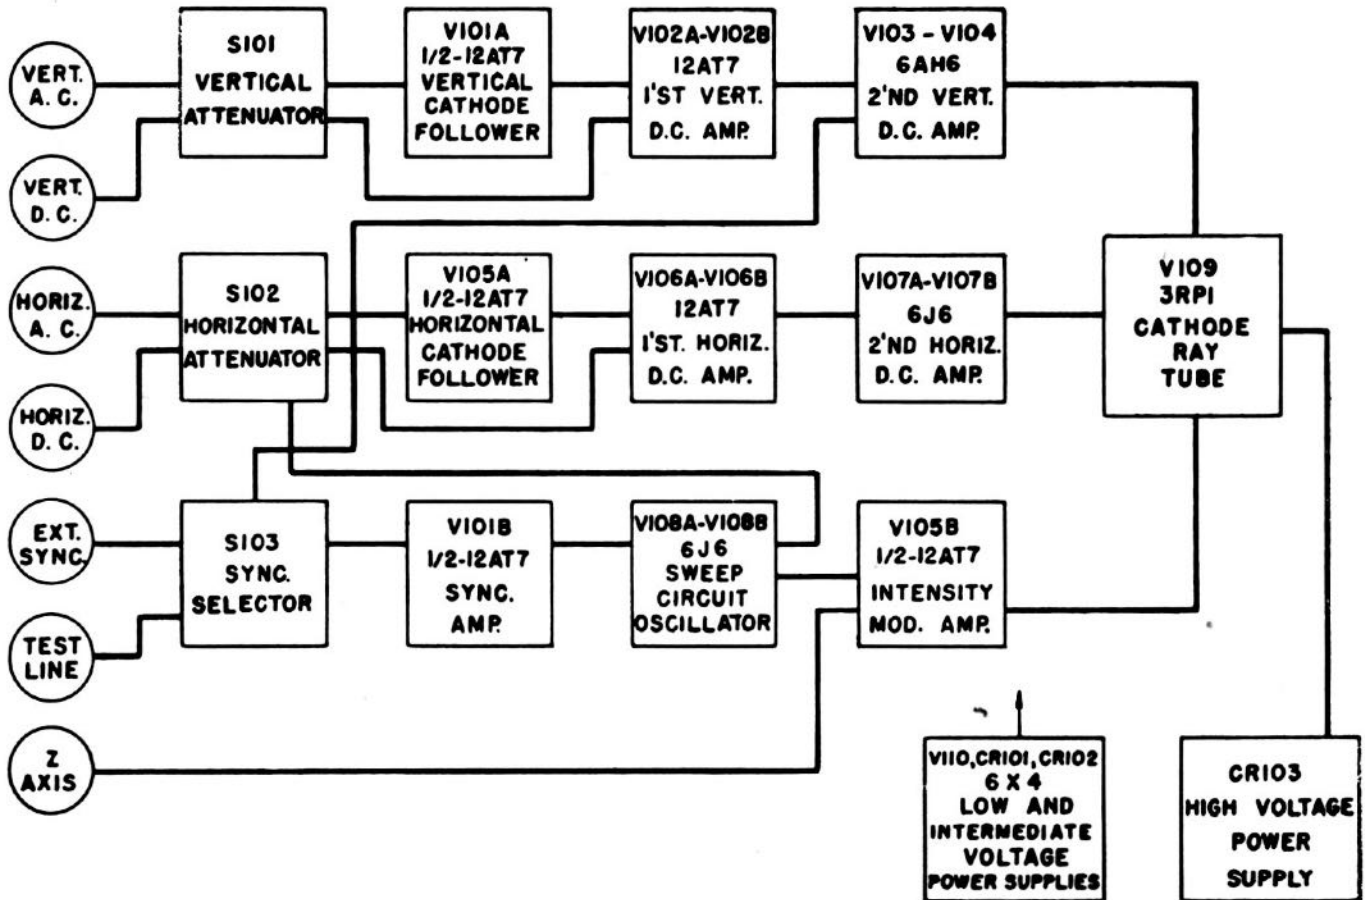 VERT.
A. C.
S101
VERTICAL
ATTENUATOR
V101A
1/2-12AT7
VERTICAL
CATHODE
FOLLOWER
V102A-V102B
12AT7
1'ST VERT.
D.C. AMP.
V103 - V104
6AH6
2'ND VERT.
D.C. AMP.
VERT.
D. C.
HORIZ.
A. C.
S102
HORIZONTAL
ATTENUATOR
V105A
1/2-12AT7
HORIZONTAL
CATHODE
FOLLOWER
V106A-V106B
12AT7
1'ST. HORIZ.
D.C. AMP.
V107A-V107B
6J6
2'ND HORIZ.
D.C. AMP.
V109
3RP1
CATHODE
RAY
TUBE
HORIZ.
D. C.
EXT.
SYNC.
S103
SYNC.
SELECTOR
V101B
1/2-12AT7
SYNC.
AMP.
V108A-V108B
6J6
SWEEP
CIRCUIT
OSCILLATOR
V105B
1/2-12AT7
INTENSITY
MOD. AMP.
TEST
LINE
Z
AXIS
V110,CR101,CR102
6 X 4
LOW AND
INTERMEDIATE
VOLTAGE
POWER SUPPLIES
CR103
HIGH VOLTAGE
POWER
SUPPLY